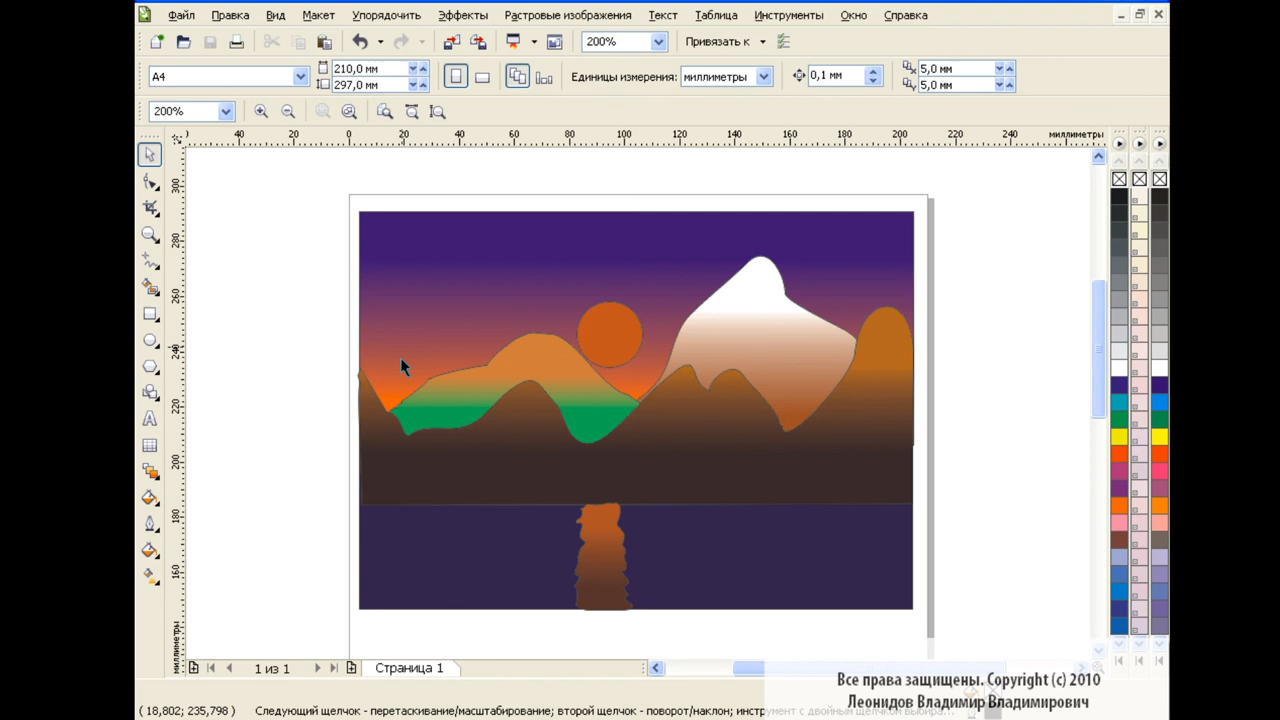 Файл Правка Вид Макет Упорядочить Эффекты Растровые изображения Текст Таблица Инструменты Окно Справка
200% Привязать к
A4 210,0 мм 297,0 мм Единицы измерения: миллиметры 0,1 мм 5,0 мм 5,0 мм
200%
40 20 0 20 40 60 80 100 120 140 160 180 200 220 240 миллиметры
300
280
260
240
220
200
180
160
миллиметры
1 из 1 Страница 1
Все права защищены. Copyright (c) 2010
Леонидов Владимир Владимирович
( 18,802; 235,798 ) Следующий щелчок - перетаскивание/масштабирование; второй щелчок - поворот/наклон; инструмент с двойным щелчком выбира...